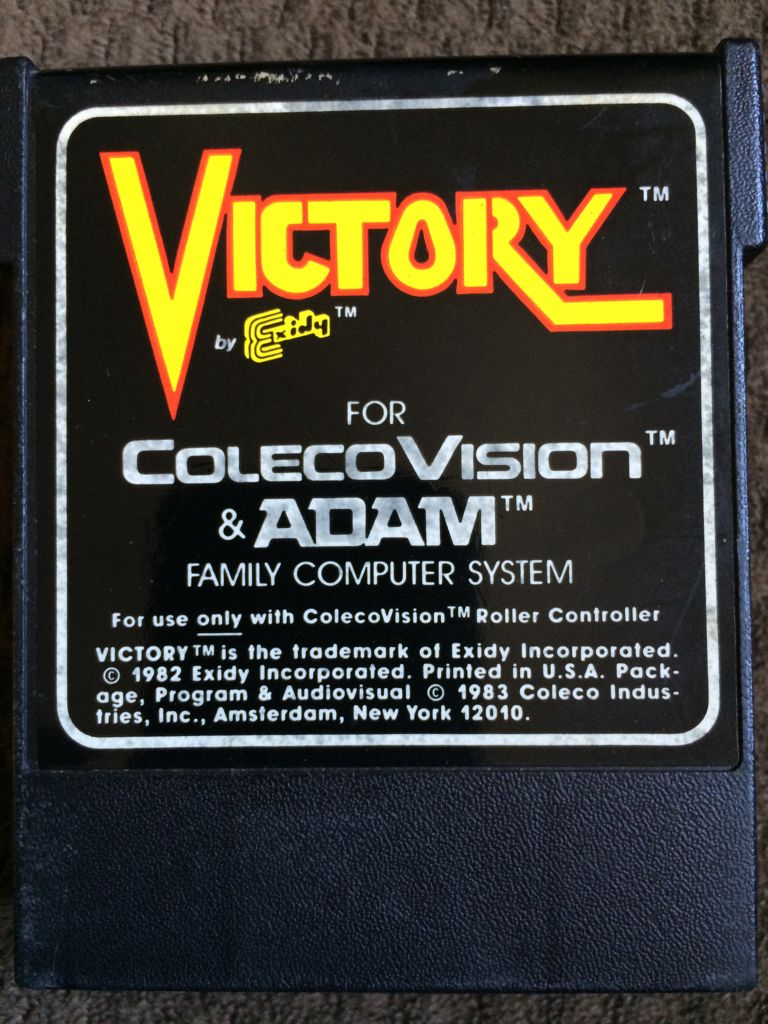 VICTORY™
by Exidy™
FOR
COLECOVISION™
& ADAM™
FAMILY COMPUTER SYSTEM
For use only with ColecoVision™ Roller Controller
VICTORY™ is the trademark of Exidy Incorporated.
© 1982 Exidy Incorporated. Printed in U.S.A. Pack-
age, Program & Audiovisual © 1983 Coleco Indus-
tries, Inc., Amsterdam, New York 12010.